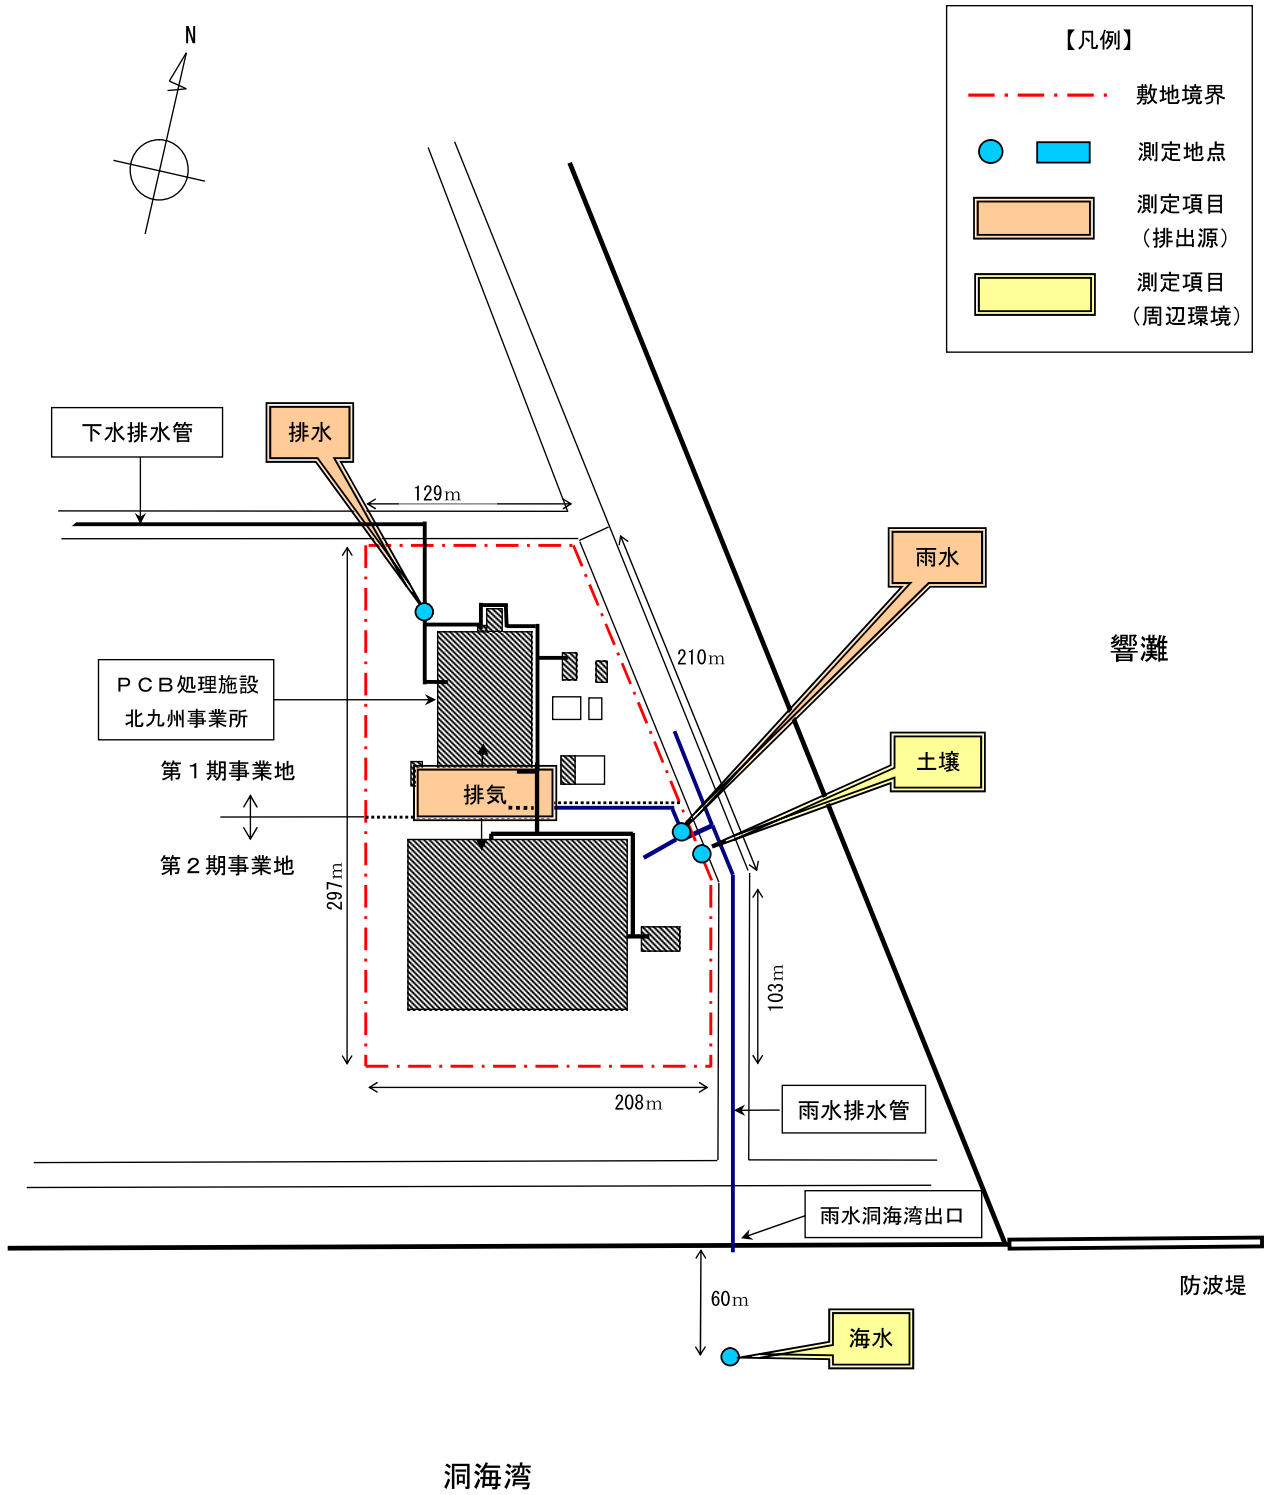 N
【凡例】
敷地境界
測定地点
測定項目
（排出源）
測定項目
（周辺環境）
下水排水管
排水
129m
雨水
響灘
210m
PCB処理施設
北九州事業所
土壌
第1期事業地
排気
第2期事業地
297m
103m
208m
雨水排水管
雨水洞海湾出口
防波堤
60m
海水
洞海湾